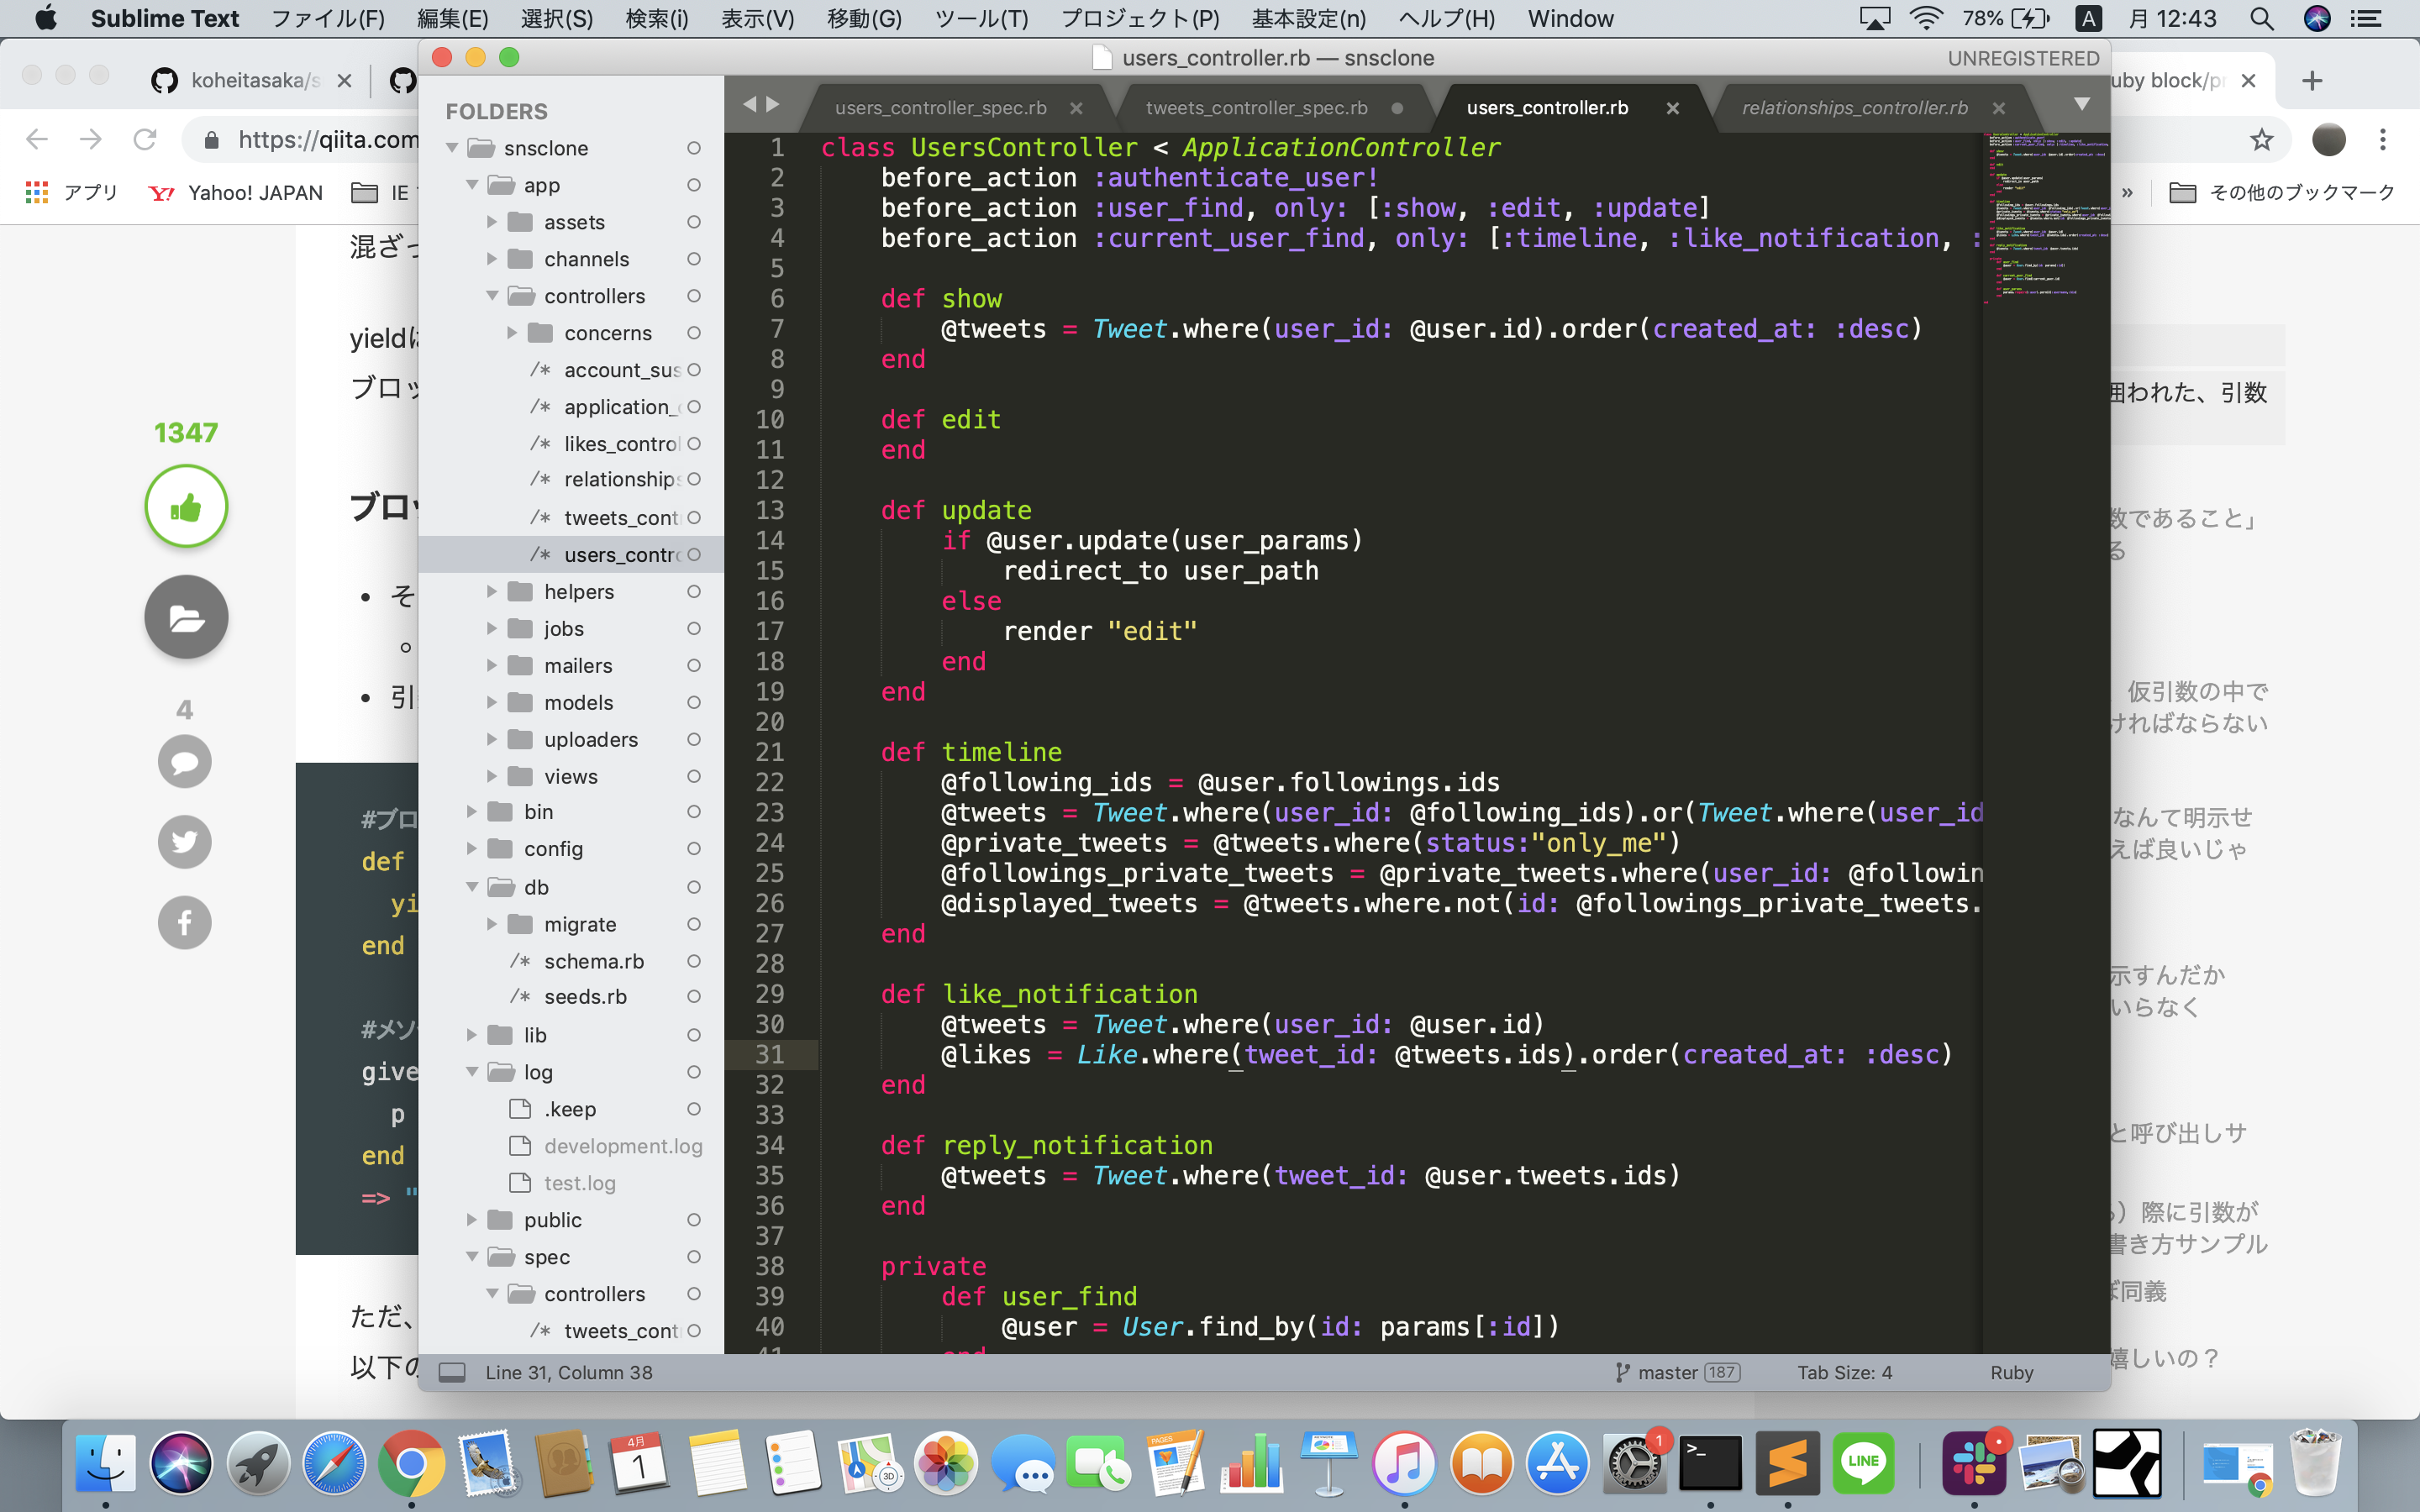 Sublime Text ファイル(F) 編集(E) 選択(S) 検索(i) 表示(V) 移動(G) ツール(T) プロジェクト(P) 基本設定(n) ヘルプ(H) Window 78% A 月 12:43
users_controller.rb — snsclone UNREGISTERED
koheitasaka/s
uby block/p
https://qiita.com
アプリ Yahoo! JAPAN IE
» その他のブックマーク
users_controller_spec.rb tweets_controller_spec.rb users_controller.rb relationships_controller.rb
FOLDERS
snsclone
app
assets
channels
controllers
concerns
/* account_sus
/* application_
/* likes_control
/* relationships
/* tweets_cont
/* users_contro
helpers
jobs
mailers
models
uploaders
views
bin
config
db
migrate
/* schema.rb
/* seeds.rb
lib
log
.keep
development.log
test.log
public
spec
controllers
/* tweets_cont
1 class UsersController < ApplicationController
2 before_action :authenticate_user!
3 before_action :user_find, only: [:show, :edit, :update]
4 before_action :current_user_find, only: [:timeline, :like_notification, :
5
6 def show
7 @tweets = Tweet.where(user_id: @user.id).order(created_at: :desc)
8 end
9
10 def edit
11 end
12
13 def update
14 if @user.update(user_params)
15 redirect_to user_path
16 else
17 render "edit"
18 end
19 end
20
21 def timeline
22 @following_ids = @user.followings.ids
23 @tweets = Tweet.where(user_id: @following_ids).or(Tweet.where(user_id
24 @private_tweets = @tweets.where(status:"only_me")
25 @followings_private_tweets = @private_tweets.where(user_id: @followin
26 @displayed_tweets = @tweets.where.not(id: @followings_private_tweets.
27 end
28
29 def like_notification
30 @tweets = Tweet.where(user_id: @user.id)
31 @likes = Like.where(tweet_id: @tweets.ids).order(created_at: :desc)
32 end
33
34 def reply_notification
35 @tweets = Tweet.where(tweet_id: @user.tweets.ids)
36 end
37
38 private
39 def user_find
40 @user = User.find_by(id: params[:id])
Line 31, Column 38 master 187 Tab Size: 4 Ruby
混ざっ
yieldは
ブロッ
1347
ブロッ
• そ
。
4
• 引
#ブロ
def
yi
end
#メソ
give
p
end
=> "
ただ、
以下の
囲われた、引数
数であること」
る
仮引数の中で
ければならない
なんて明示せ
えば良いじゃ
示すんだか
いらなく
と呼び出しサ
）際に引数が
書き方サンプル
ぼ同義
嬉しいの？
4月
1
3D
PAGES
1
>_
LINE